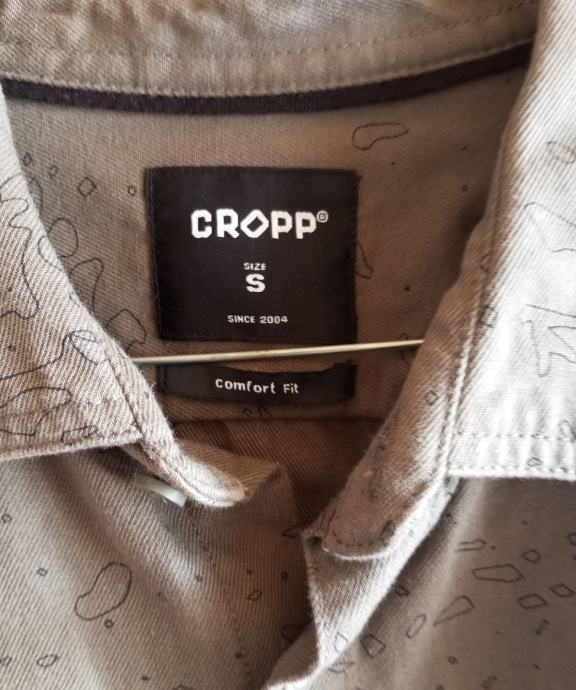 CROPP®
SIZE
S
SINCE 2004
Comfort Fit